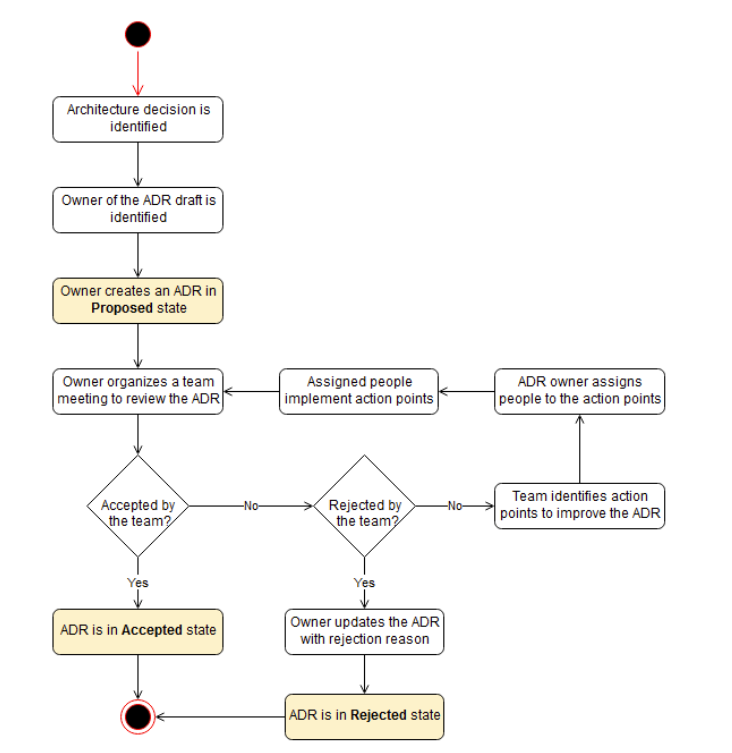 Architecture decision is
identified
Owner of the ADR draft is
identified
Owner creates an ADR in
Proposed state
Owner organizes a team
meeting to review the ADR
Assigned people
implement action points
ADR owner assigns
people to the action points
Accepted by
the team?
No
Rejected by
the team?
No
Team identifies action
points to improve the ADR
Yes
Yes
ADR is in Accepted state
Owner updates the ADR
with rejection reason
ADR is in Rejected state